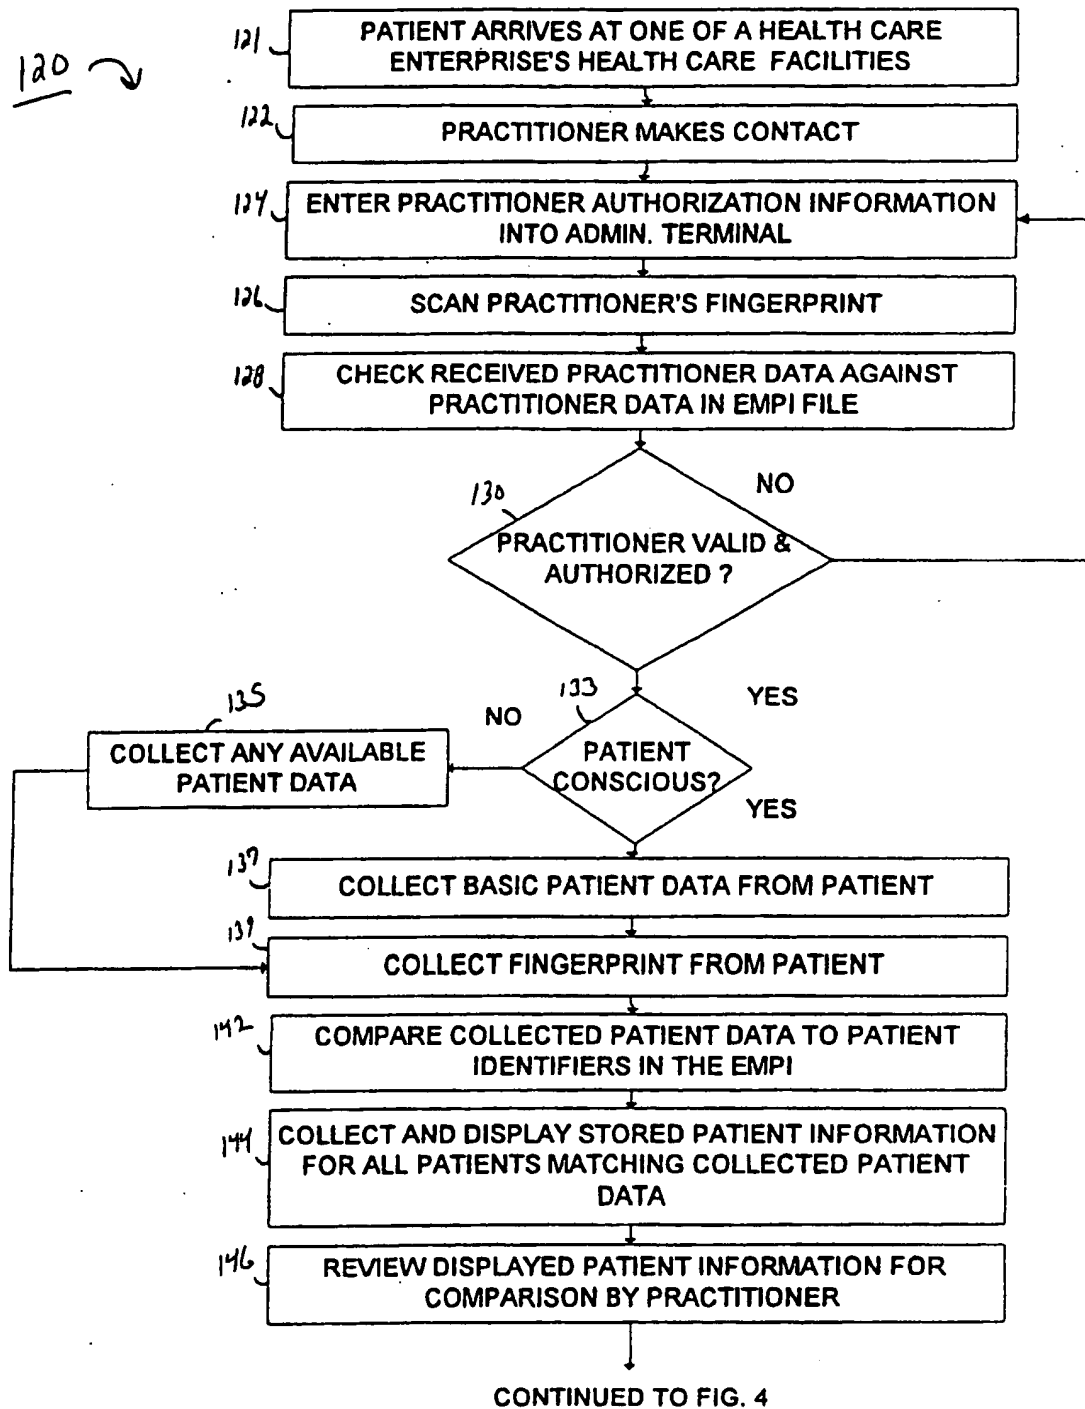 120
121
PATIENT ARRIVES AT ONE OF A HEALTH CARE
ENTERPRISE'S HEALTH CARE FACILITIES
122
PRACTITIONER MAKES CONTACT
124
ENTER PRACTITIONER AUTHORIZATION INFORMATION
INTO ADMIN. TERMINAL
126
SCAN PRACTITIONER'S FINGERPRINT
128
CHECK RECEIVED PRACTITIONER DATA AGAINST
PRACTITIONER DATA IN EMPI FILE
130
NO
PRACTITIONER VALID &
AUTHORIZED ?
YES
133
NO
135
COLLECT ANY AVAILABLE
PATIENT DATA
PATIENT
CONSCIOUS?
YES
137
COLLECT BASIC PATIENT DATA FROM PATIENT
139
COLLECT FINGERPRINT FROM PATIENT
142
COMPARE COLLECTED PATIENT DATA TO PATIENT
IDENTIFIERS IN THE EMPI
144
COLLECT AND DISPLAY STORED PATIENT INFORMATION
FOR ALL PATIENTS MATCHING COLLECTED PATIENT
DATA
146
REVIEW DISPLAYED PATIENT INFORMATION FOR
COMPARISON BY PRACTITIONER
CONTINUED TO FIG. 4